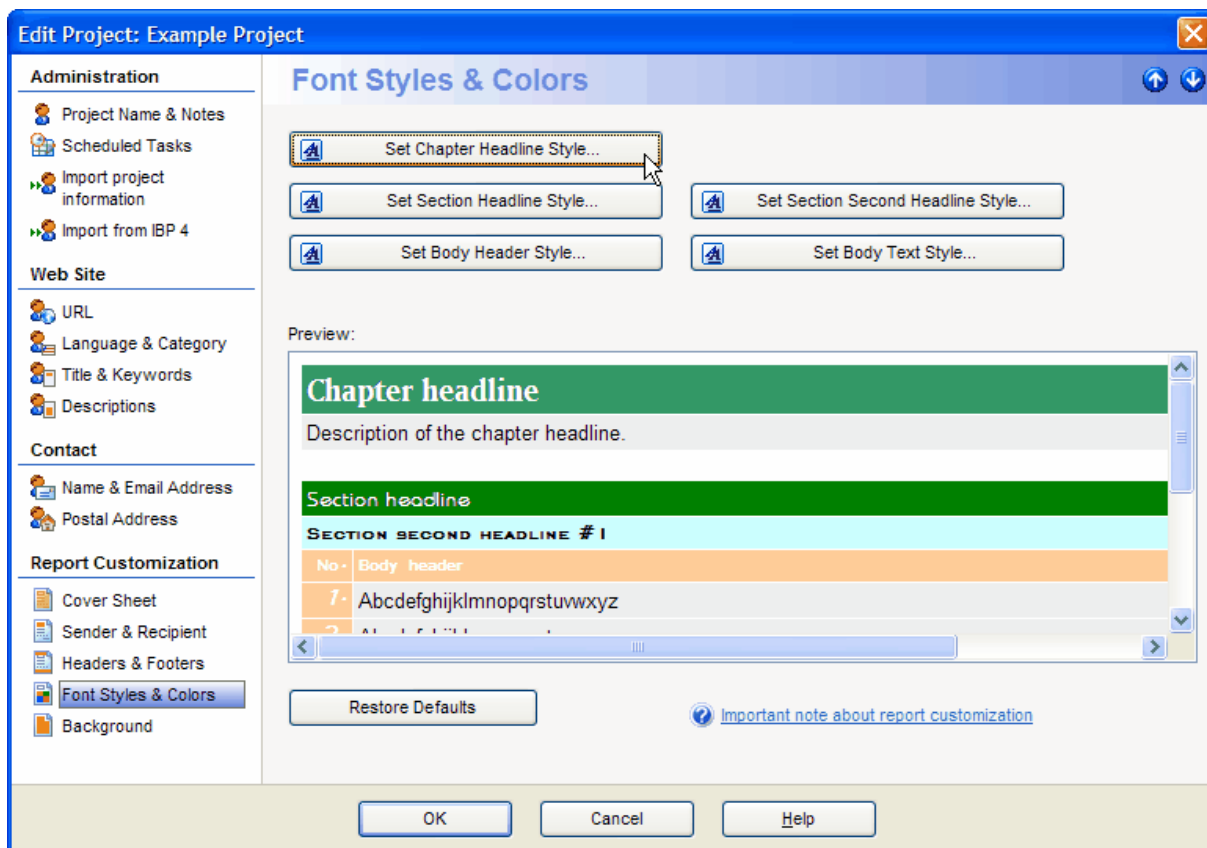 Edit Project: Example Project
Administration
Project Name & Notes
Scheduled Tasks
Import project
information
Import from IBP 4
Web Site
URL
Language & Category
Title & Keywords
Descriptions
Contact
Name & Email Address
Postal Address
Report Customization
Cover Sheet
Sender & Recipient
Headers & Footers
Font Styles & Colors
Background
Font Styles & Colors
Set Chapter Headline Style...
Set Section Headline Style...
Set Section Second Headline Style...
Set Body Header Style...
Set Body Text Style...
Preview:
Chapter headline
Description of the chapter headline.
Section headline
Section second headline #1
No. Body header
1. Abcdefghijklmnopqrstuvwxyz
Restore Defaults
Important note about report customization
OK
Cancel
Help